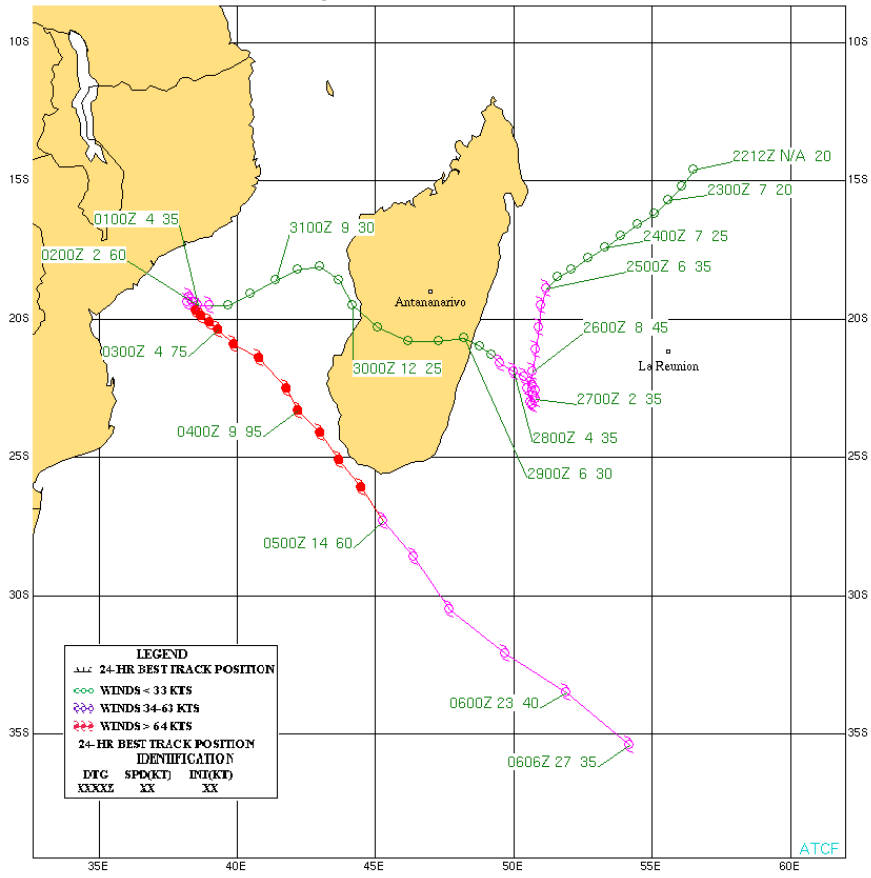 10S
10S
2212Z N/A 20
15S
15S
2300Z 7 20
0100Z 4 35
3100Z 9 30
2400Z 7 25
0200Z 2 60
2500Z 6 35
Antananarivo
20S
20S
2600Z 8 45
0300Z 4 75
3000Z 12 25
La Reunion
2700Z 2 35
0400Z 9 95
2800Z 4 35
25S
25S
2900Z 6 30
0500Z 14 60
30S
30S
LEGEND
24-HR BEST TRACK POSITION
WINDS < 33 KTS
WINDS 34-63 KTS
0600Z 23 40
WINDS > 64 KTS
35S
35S
24-HR BEST TRACK POSITION
IDENTIFICATION
0606Z 27 35
DTG SPD(KT) INT(KT)
XXXXZ XX XX
ATCF
35E 40E 45E 50E 55E 60E